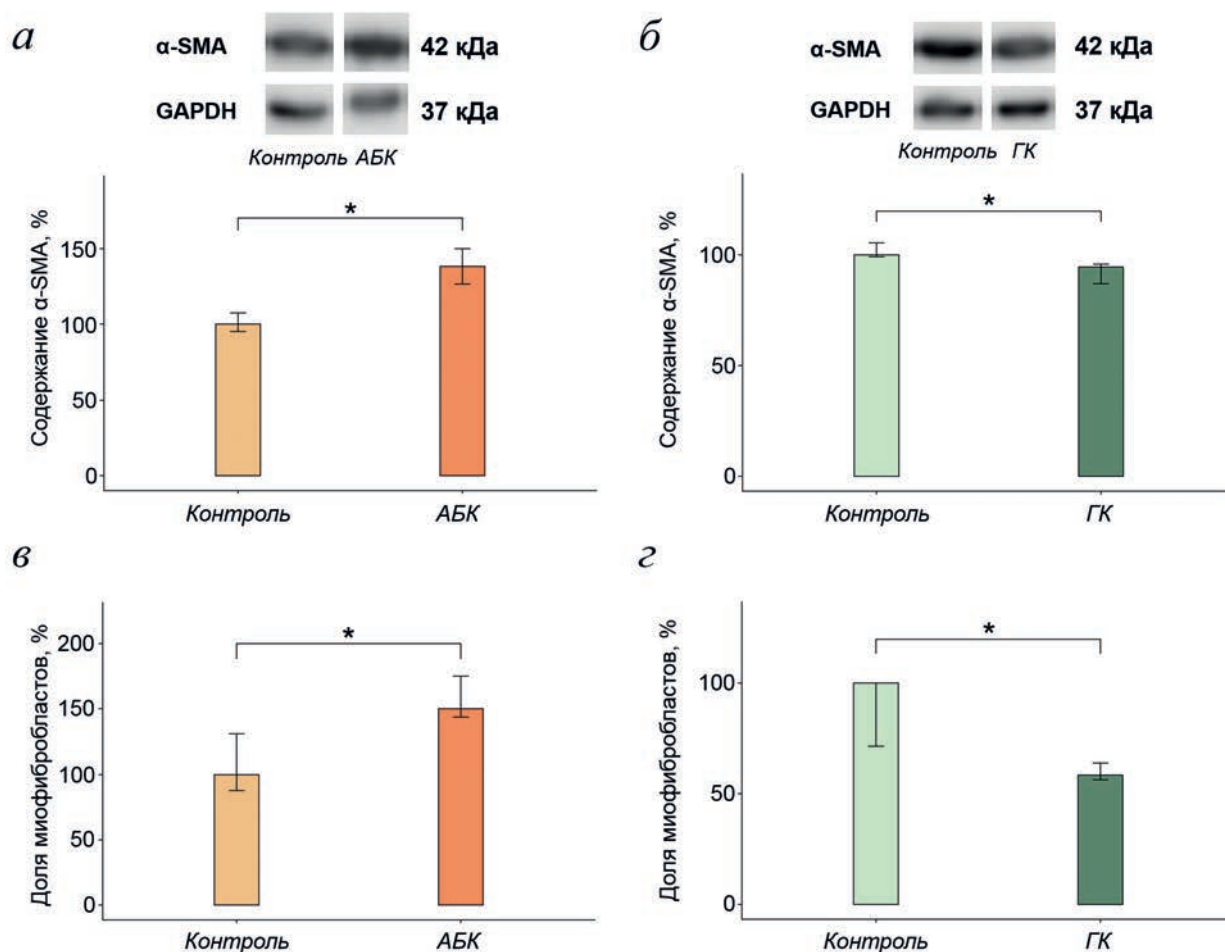 а
α-SMA 42 кДа
GAPDH 37 кДа
Контроль АБК
Содержание α-SMA, %
*
150
100
50
0
Контроль АБК
б
α-SMA 42 кДа
GAPDH 37 кДа
Контроль ГК
Содержание α-SMA, %
*
100
50
0
Контроль ГК
в
Доля миофибробластов, %
*
200
150
100
50
0
Контроль АБК
г
Доля миофибробластов, %
*
100
50
0
Контроль ГК